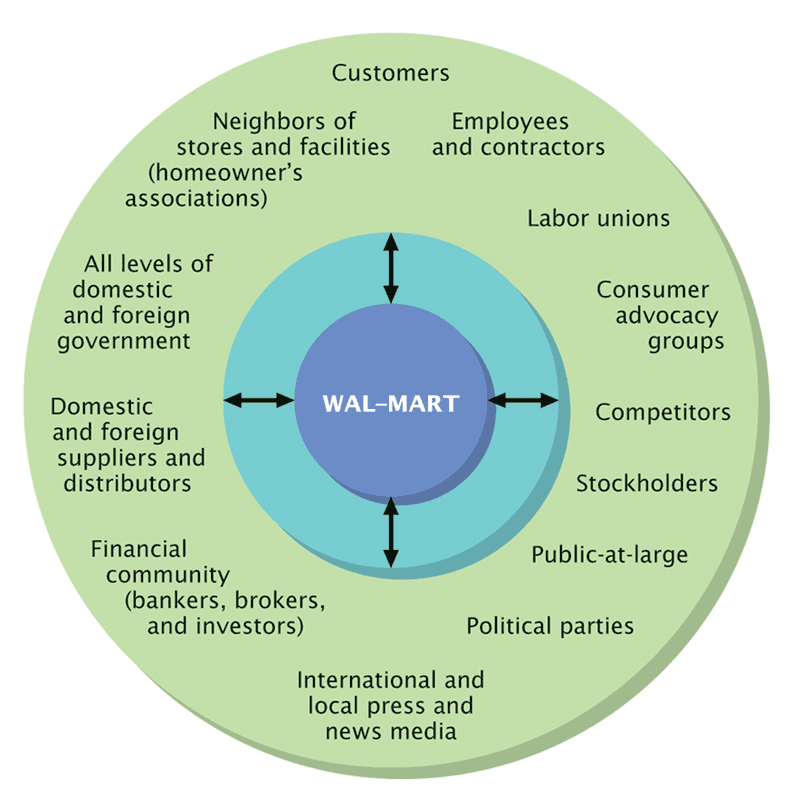 Customers
Neighbors of
stores and facilities
(homeowner’s
associations)
Employees
and contractors
Labor unions
All levels of
domestic
and foreign
government
Consumer
advocacy
groups
WAL–MART
Domestic
and foreign
suppliers and
distributors
Competitors
Stockholders
Financial
community
(bankers, brokers,
and investors)
Public-at-large
Political parties
International and
local press and
news media